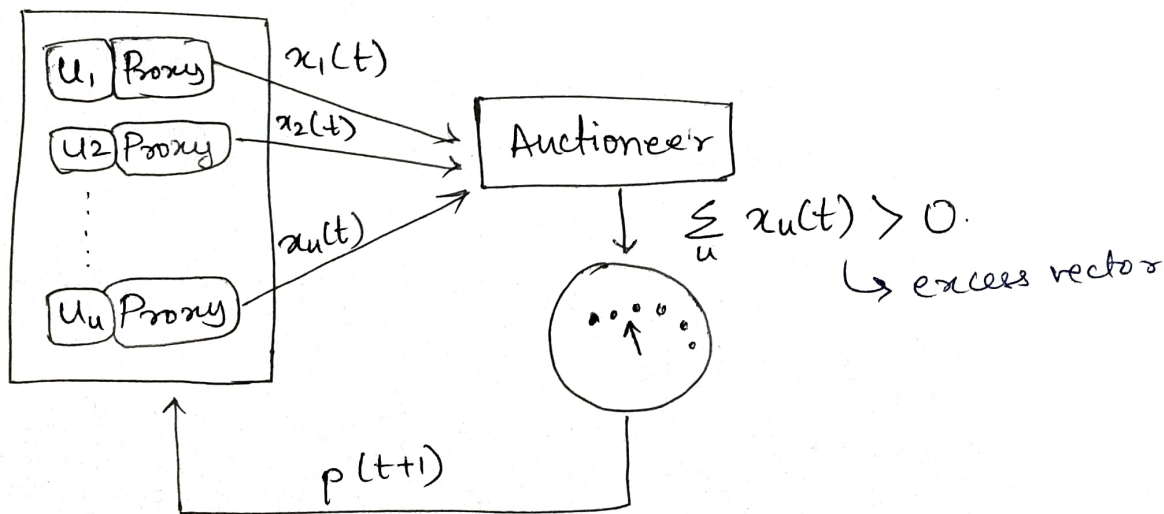 U1 Proxy
x1(t)
U2 Proxy
x2(t)
Auctioneer
Σ xu(t) > 0.
u
↳ excess vector
xu(t)
Uu Proxy
p(t+1)